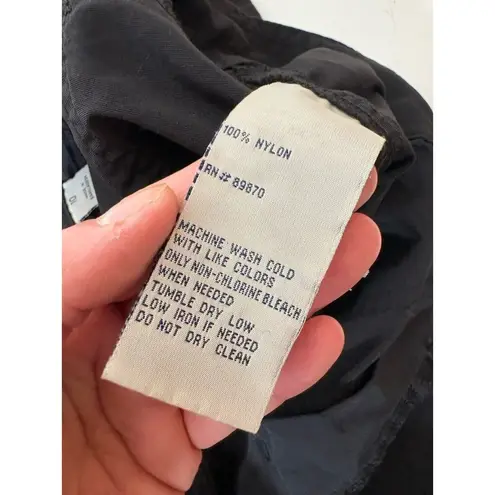 100% NYLON
RN# 89870
MACHINE WASH COLD
WITH LIKE COLORS
ONLY NON-CHLORINE BLEACH
WHEN NEEDED
TUMBLE DRY LOW
LOW IRON IF NEEDED
DO NOT DRY CLEAN